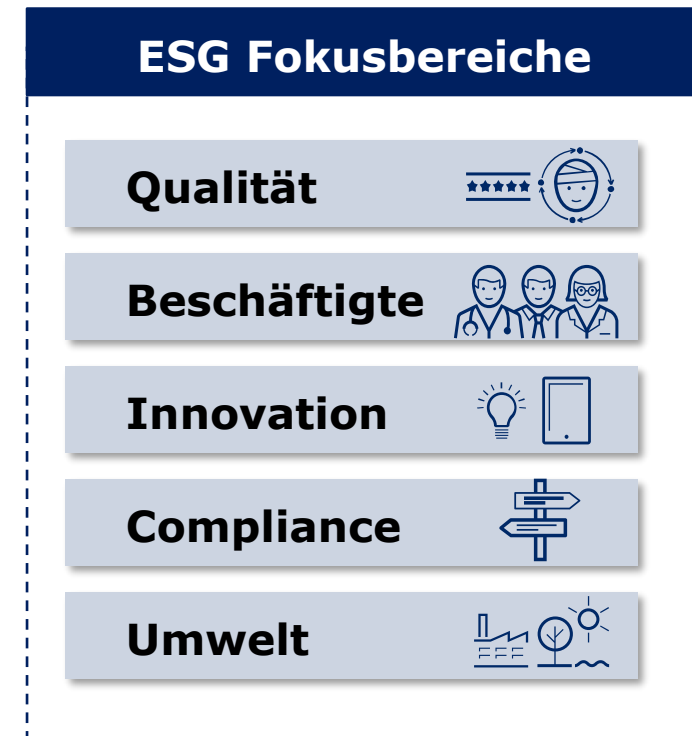 ESG Fokusbereiche
Qualität
Beschäftigte
Innovation
Compliance
Umwelt